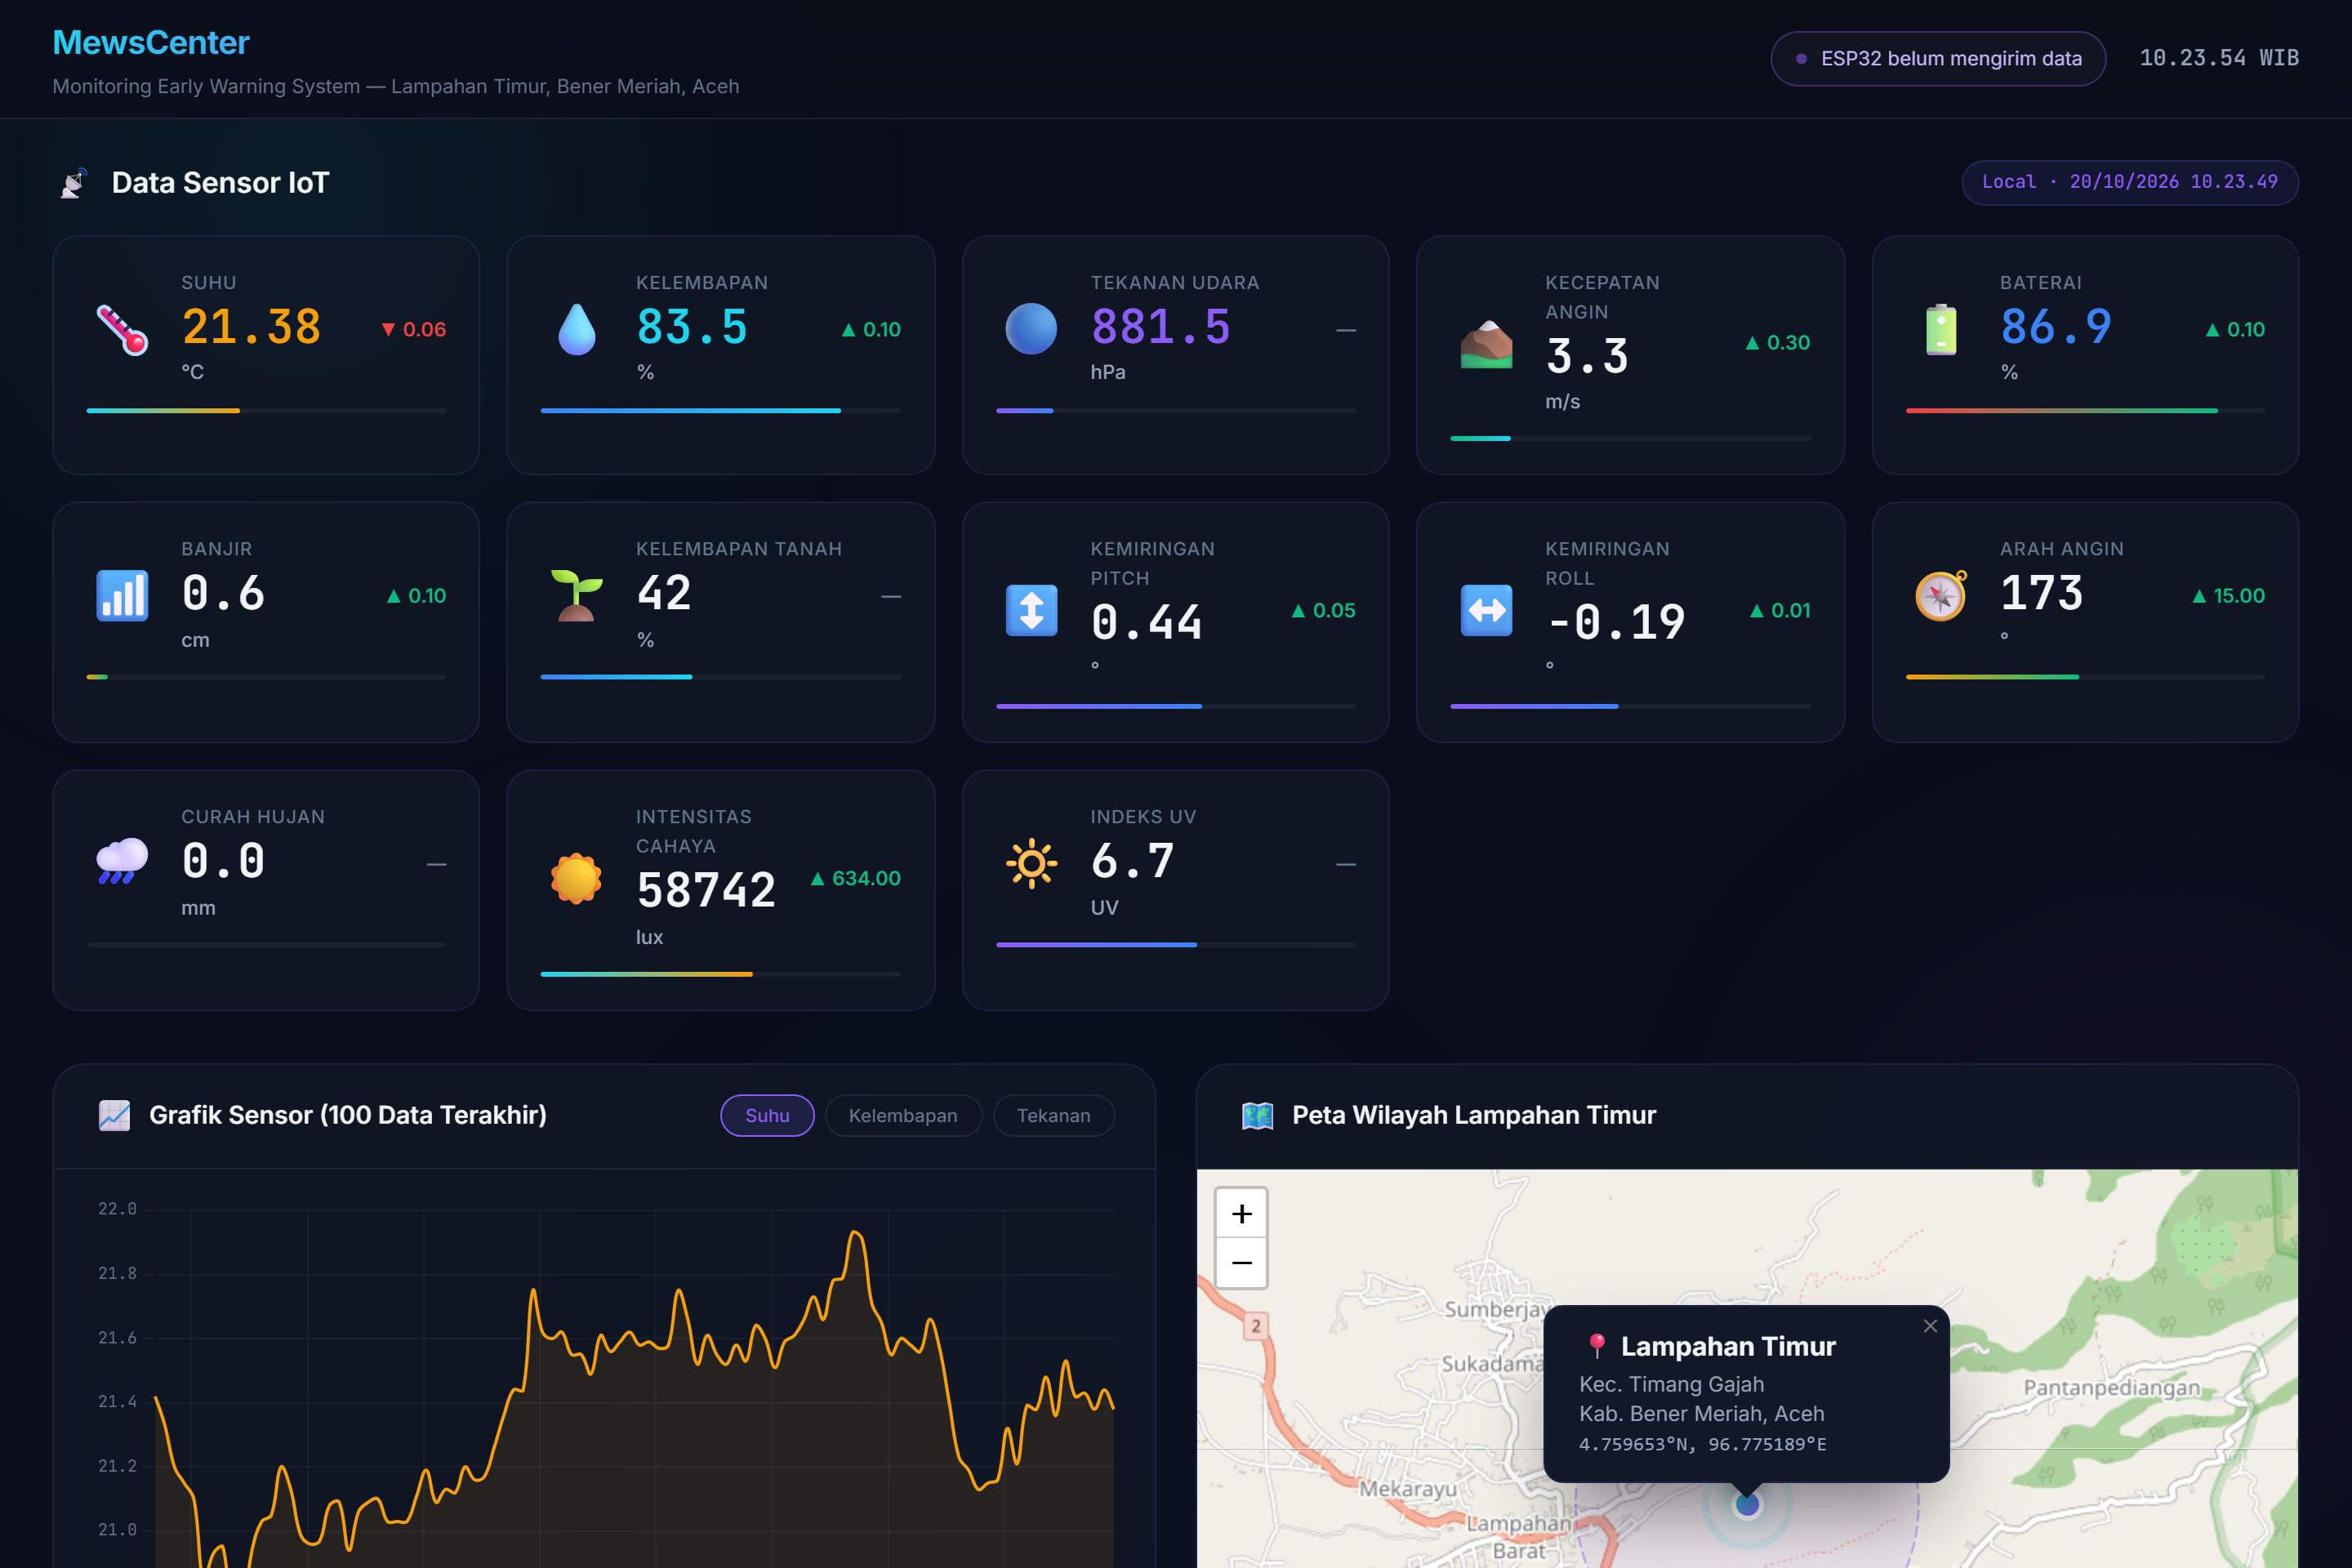 MewsCenter
Monitoring Early Warning System — Lampahan Timur, Bener Meriah, Aceh
ESP32 belum mengirim data
10.23.54 WIB
Data Sensor IoT
Local · 20/10/2026 10.23.49
SUHU
21.38
▼ 0.06
°C
KELEMBAPAN
83.5
▲ 0.10
%
TEKANAN UDARA
881.5
—
hPa
KECEPATAN
ANGIN
3.3
▲ 0.30
m/s
BATERAI
86.9
▲ 0.10
%
BANJIR
0.6
▲ 0.10
cm
KELEMBAPAN TANAH
42
—
%
KEMIRINGAN
PITCH
0.44
▲ 0.05
°
KEMIRINGAN
ROLL
-0.19
▲ 0.01
°
ARAH ANGIN
173
▲ 15.00
°
CURAH HUJAN
0.0
—
mm
INTENSITAS
CAHAYA
58742
▲ 634.00
lux
INDEKS UV
6.7
—
UV
Grafik Sensor (100 Data Terakhir)
Suhu
Kelembapan
Tekanan
22.0
21.8
21.6
21.4
21.2
21.0
Peta Wilayah Lampahan Timur
+
−
2
Sumberjay
Sukadama
Mekarayu
Lampahan
Barat
Pantanpediangan
Lampahan Timur
×
Kec. Timang Gajah
Kab. Bener Meriah, Aceh
4.759653°N, 96.775189°E